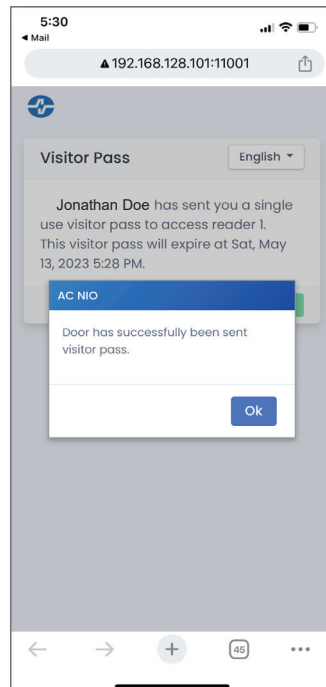 5:30
Mail
192.168.128.101:11001
Visitor Pass
English
Jonathan Doe has sent you a single
use visitor pass to access reader 1.
This visitor pass will expire at Sat, May
13, 2023 5:28 PM.
AC NIO
Door has successfully been sent
visitor pass.
Ok
45